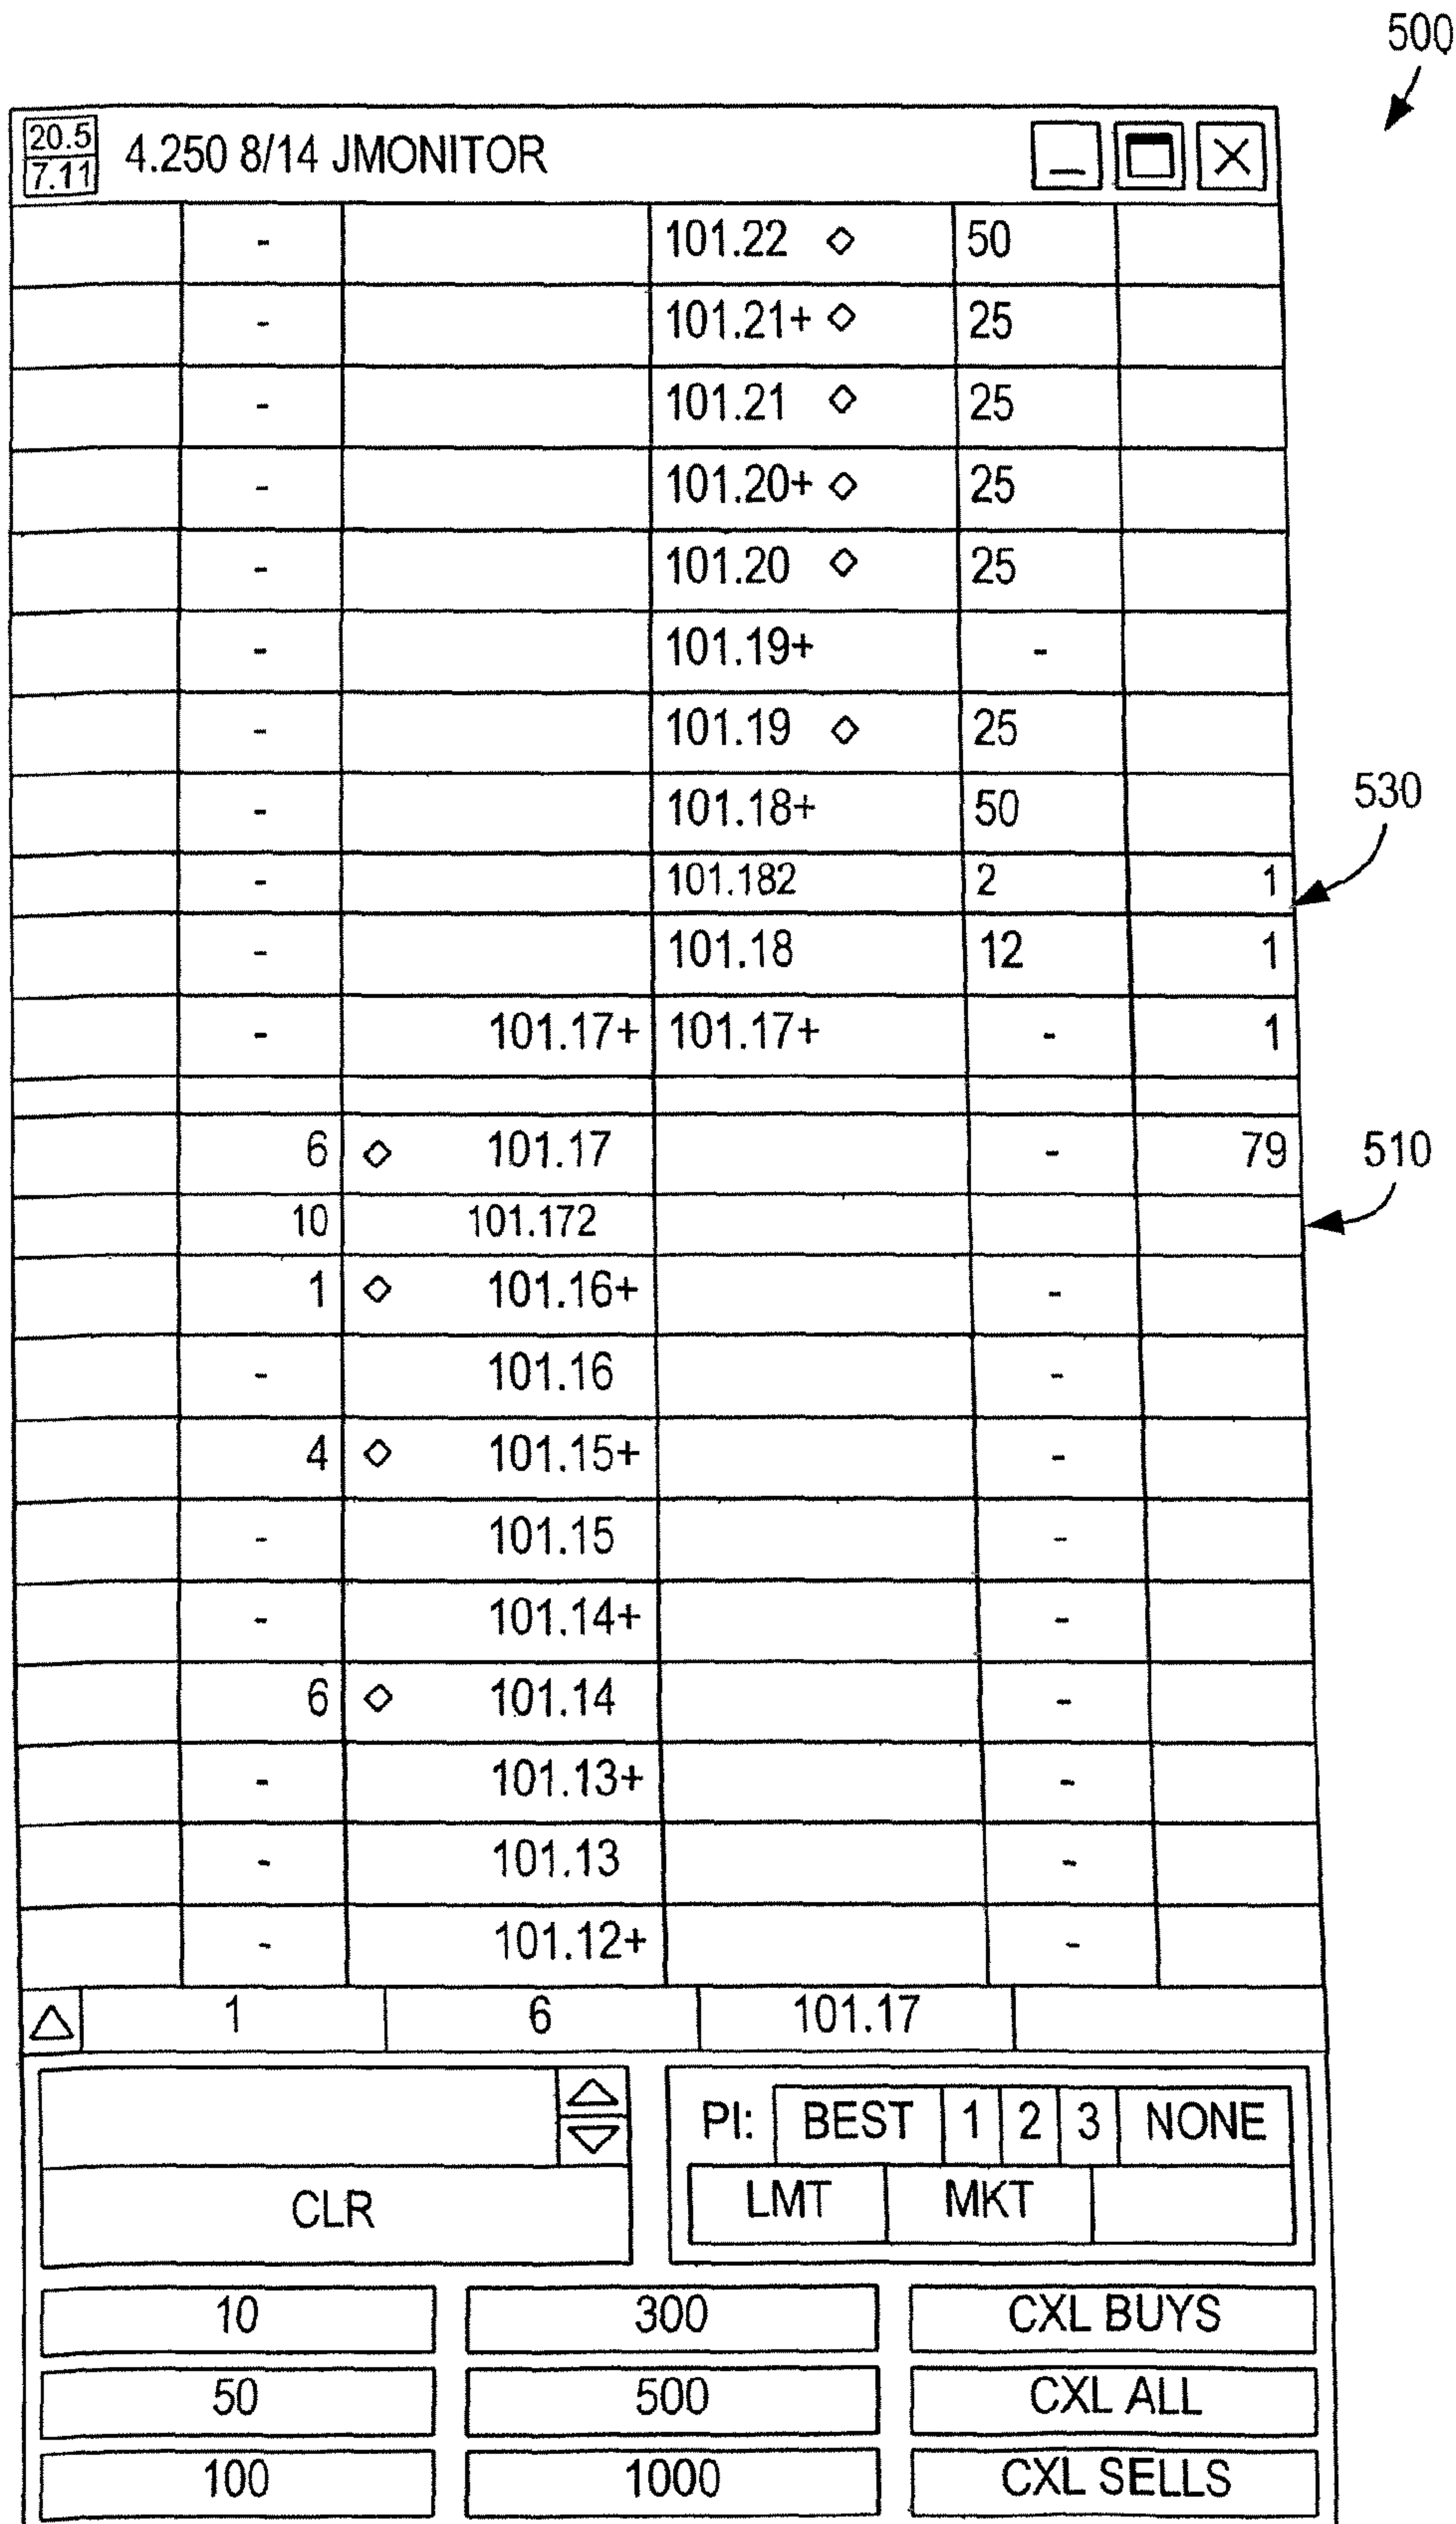 500
20.5
7.11
4.250 8/14 JMONITOR
- 101.22 ◇ 50
- 101.21+ ◇ 25
- 101.21 ◇ 25
- 101.20+ ◇ 25
- 101.20 ◇ 25
- 101.19+ -
- 101.19 ◇ 25
- 101.18+ 50
530
- 101.182 2 1
- 101.18 12 1
- 101.17+ 101.17+ - 1
6 ◇ 101.17 - 79
510
10 101.172
1 ◇ 101.16+ -
- 101.16 -
4 ◇ 101.15+ -
- 101.15 -
- 101.14+ -
6 ◇ 101.14 -
- 101.13+ -
- 101.13 -
- 101.12+ -
1 6 101.17
PI: BEST 1 2 3 NONE
CLR LMT MKT
10 300 CXL BUYS
50 500 CXL ALL
100 1000 CXL SELLS